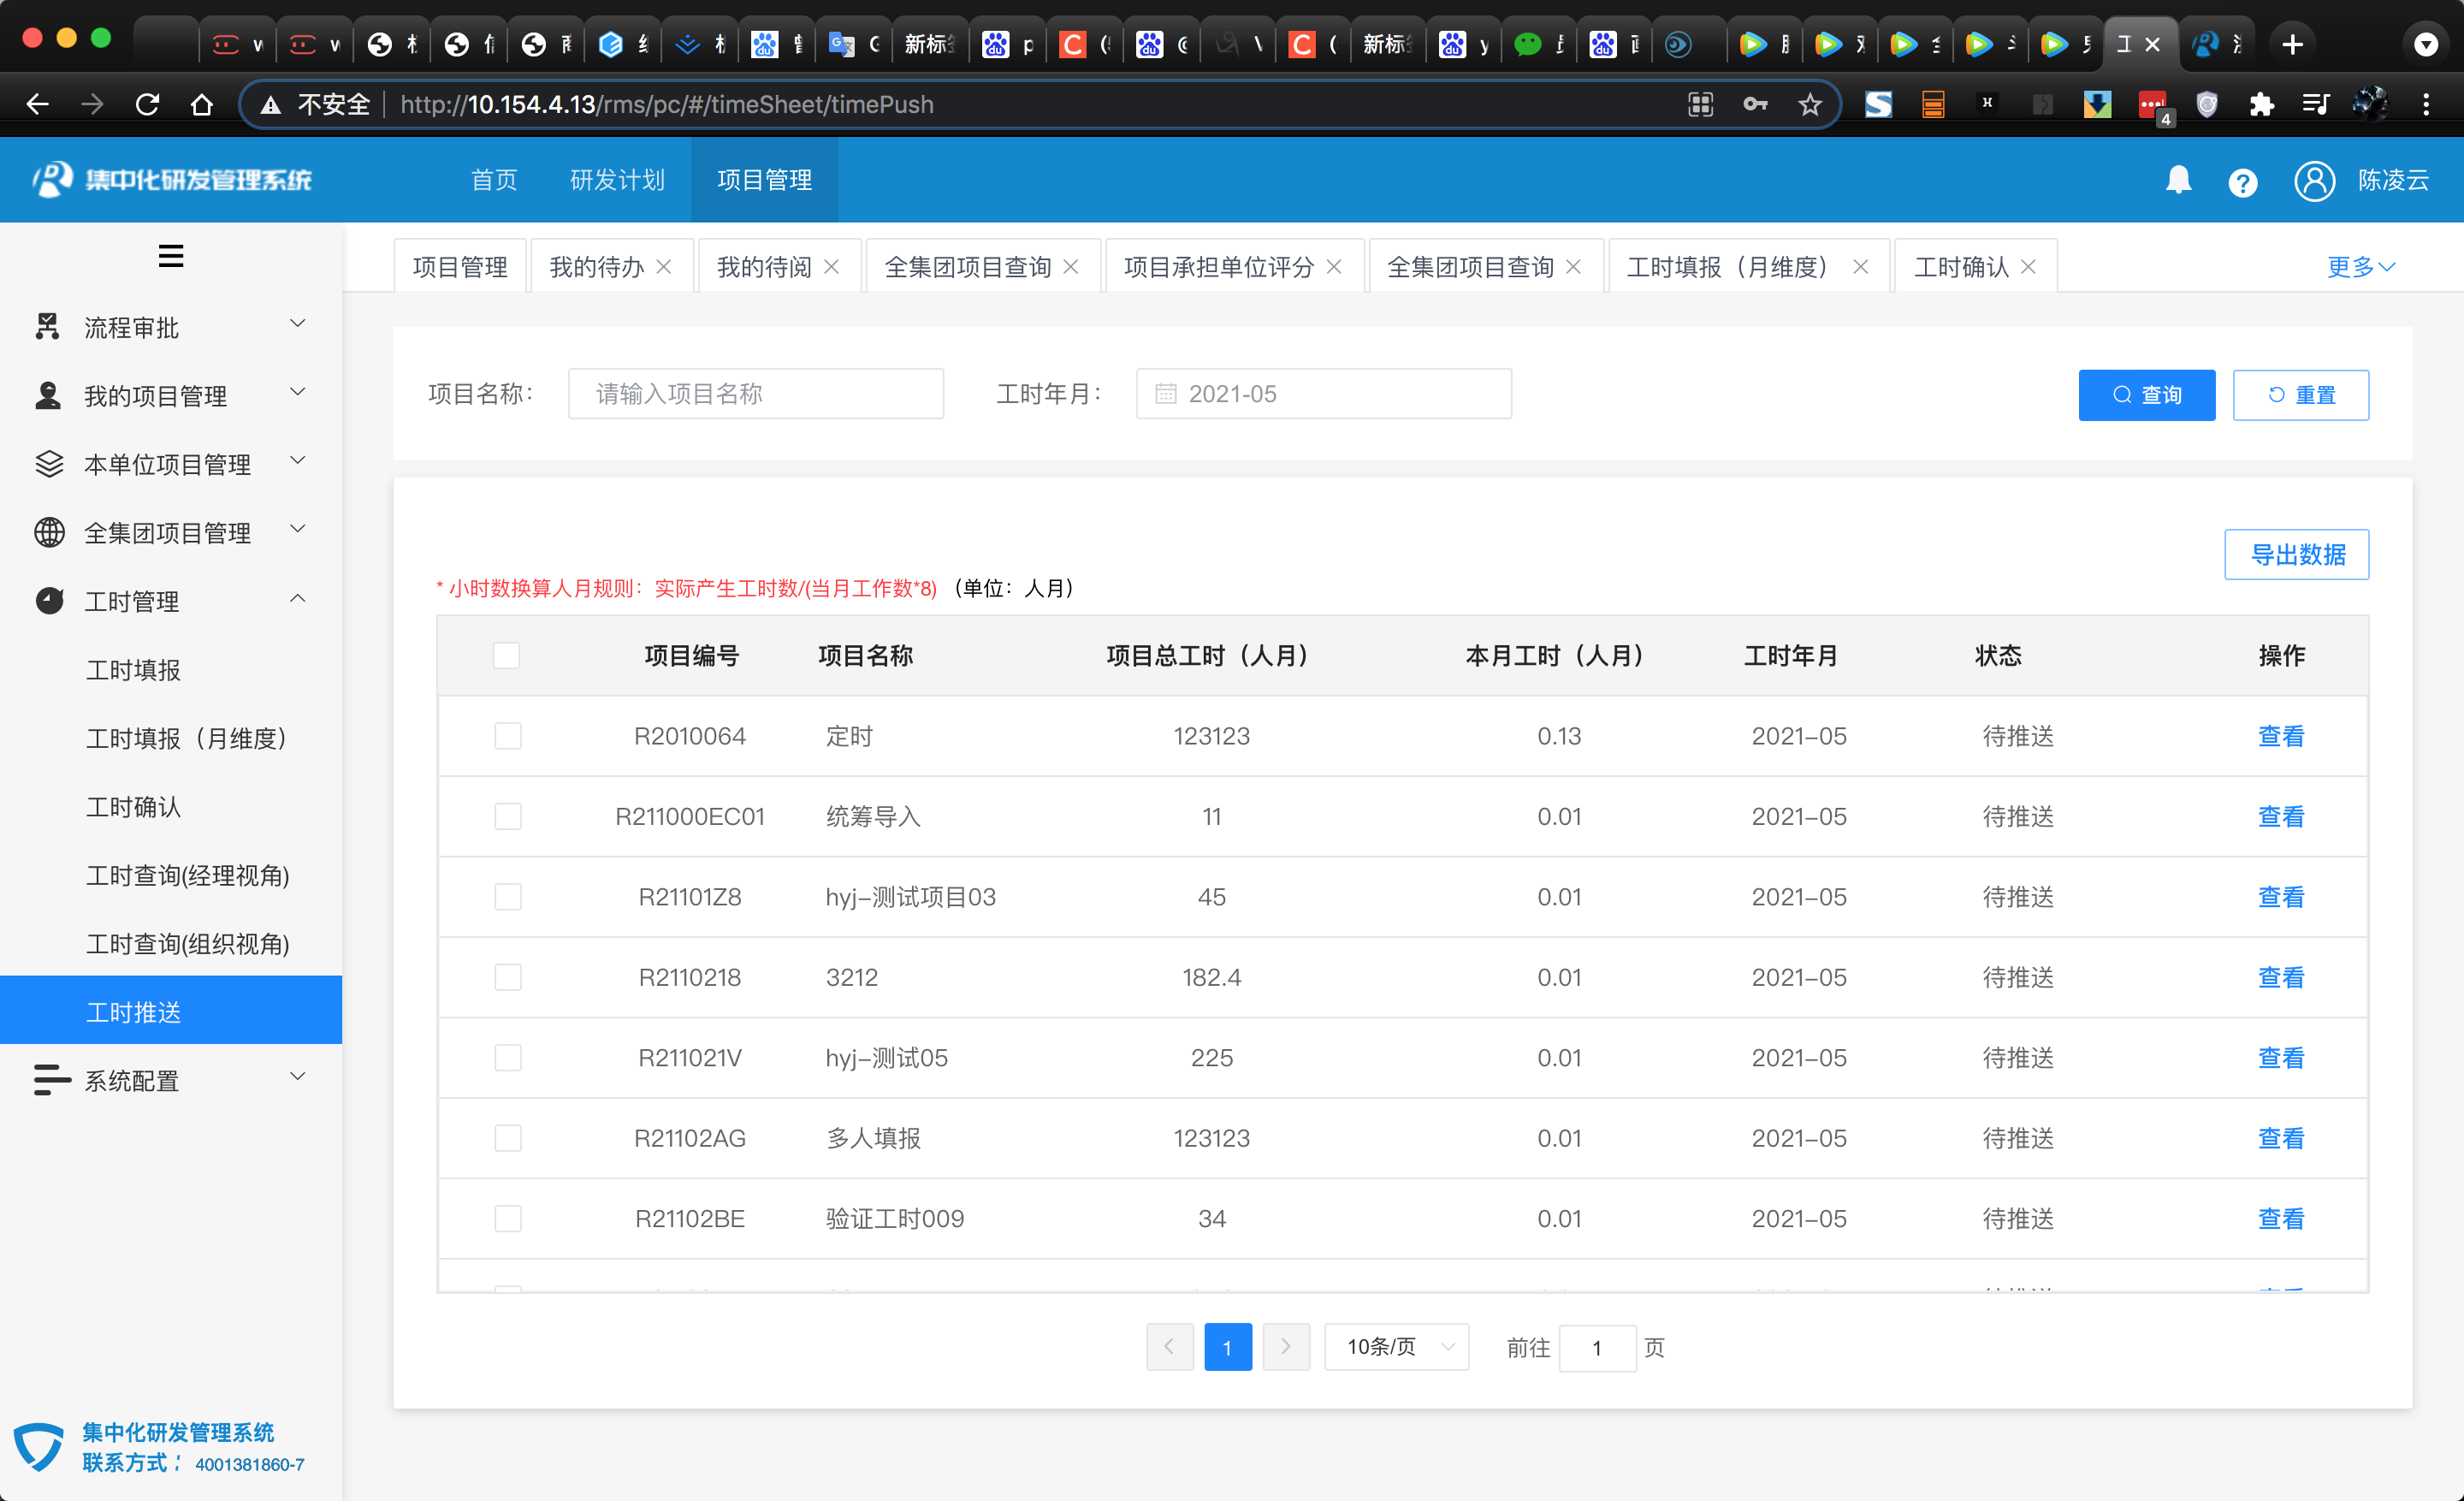 新标 新标
不安全 http://10.154.4.13/rms/pc/#/timeSheet/timePush
4
集中化研发管理系统 首页 研发计划 项目管理 陈凌云
项目管理 我的待办 我的待阅 全集团项目查询 项目承担单位评分 全集团项目查询 工时填报（月维度） 工时确认 更多
流程审批
我的项目管理
本单位项目管理
全集团项目管理
工时管理
工时填报
工时填报（月维度）
工时确认
工时查询(经理视角)
工时查询(组织视角)
工时推送
系统配置
集中化研发管理系统
联系方式： 4001381860-7
项目名称： 请输入项目名称 工时年月： 2021-05 查询 重置
导出数据
* 小时数换算人月规则：实际产生工时数/(当月工作数*8) （单位：人月）
项目编号 项目名称 项目总工时（人月） 本月工时（人月） 工时年月 状态 操作
R2010064 定时 123123 0.13 2021-05 待推送 查看
R211000EC01 统筹导入 11 0.01 2021-05 待推送 查看
R21101Z8 hyj-测试项目03 45 0.01 2021-05 待推送 查看
R2110218 3212 182.4 0.01 2021-05 待推送 查看
R211021V hyj-测试05 225 0.01 2021-05 待推送 查看
R21102AG 多人填报 123123 0.01 2021-05 待推送 查看
R21102BE 验证工时009 34 0.01 2021-05 待推送 查看
1 10条/页 前往 1 页